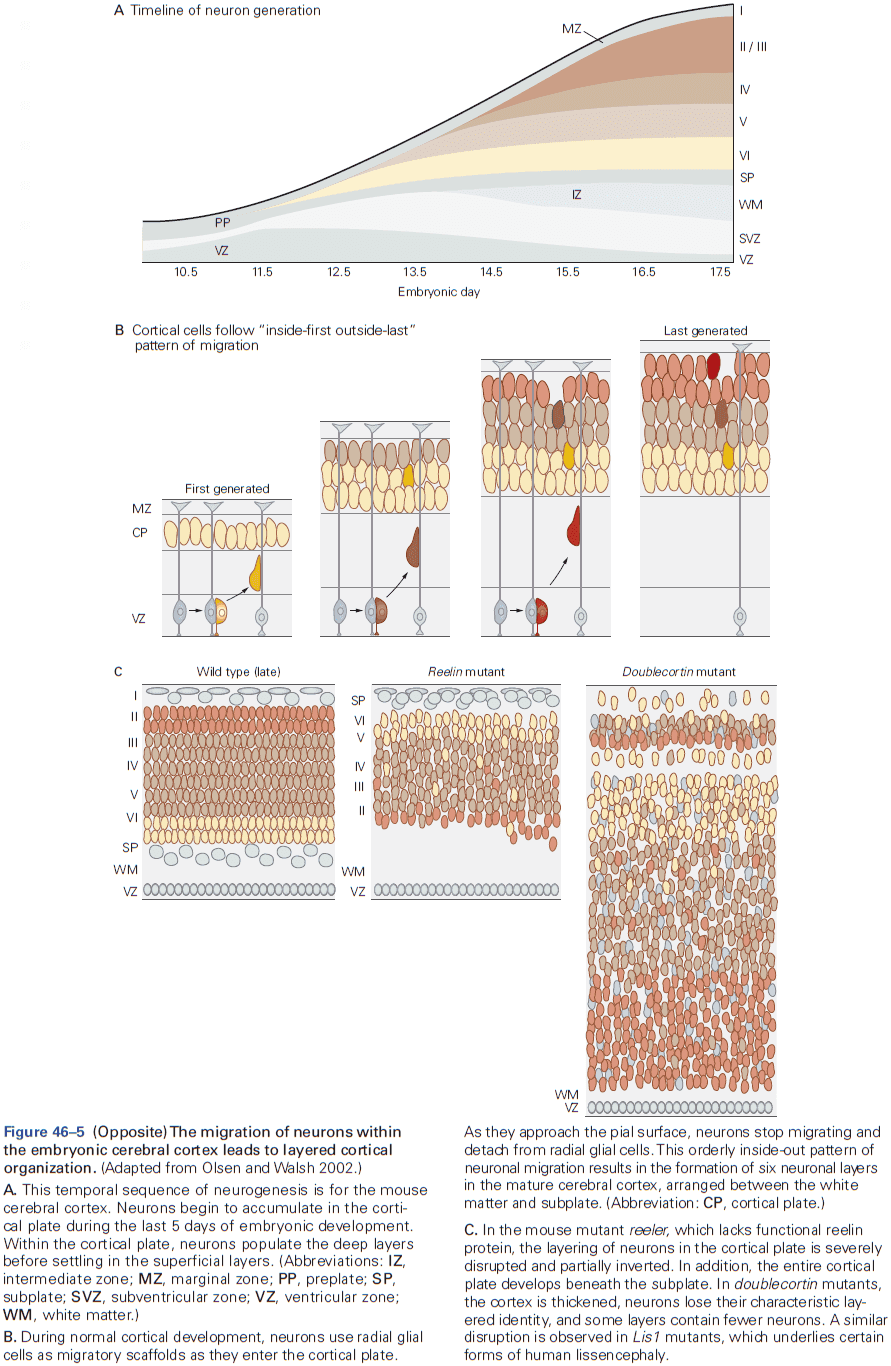 A Timeline of neuron generation
MZ
I
II / III
IV
V
VI
SP
IZ
WM
PP
SVZ
VZ
VZ
10.5 11.5 12.5 13.5 14.5 15.5 16.5 17.5
Embryonic day
B Cortical cells follow “inside-first outside-last”
pattern of migration
Last generated
First generated
MZ
CP
VZ
C Wild type (late)
I
II
III
IV
V
VI
SP
WM
VZ
Reelin mutant
SP
VI
V
IV
III
II
WM
VZ
Doublecortin mutant
WM
VZ
Figure 46–5 (Opposite) The migration of neurons within
the embryonic cerebral cortex leads to layered cortical
organization. (Adapted from Olsen and Walsh 2002.)
A. This temporal sequence of neurogenesis is for the mouse
cerebral cortex. Neurons begin to accumulate in the corti-
cal plate during the last 5 days of embryonic development.
Within the cortical plate, neurons populate the deep layers
before settling in the superficial layers. (Abbreviations: IZ,
intermediate zone; MZ, marginal zone; PP, preplate; SP,
subplate; SVZ, subventricular zone; VZ, ventricular zone;
WM, white matter.)
B. During normal cortical development, neurons use radial glial
cells as migratory scaffolds as they enter the cortical plate.
As they approach the pial surface, neurons stop migrating and
detach from radial glial cells. This orderly inside-out pattern of
neuronal migration results in the formation of six neuronal layers
in the mature cerebral cortex, arranged between the white
matter and subplate. (Abbreviation: CP, cortical plate.)
C. In the mouse mutant reeler, which lacks functional reelin
protein, the layering of neurons in the cortical plate is severely
disrupted and partially inverted. In addition, the entire cortical
plate develops beneath the subplate. In doublecortin mutants,
the cortex is thickened, neurons lose their characteristic lay-
ered identity, and some layers contain fewer neurons. A similar
disruption is observed in Lis1 mutants, which underlies certain
forms of human lissencephaly.